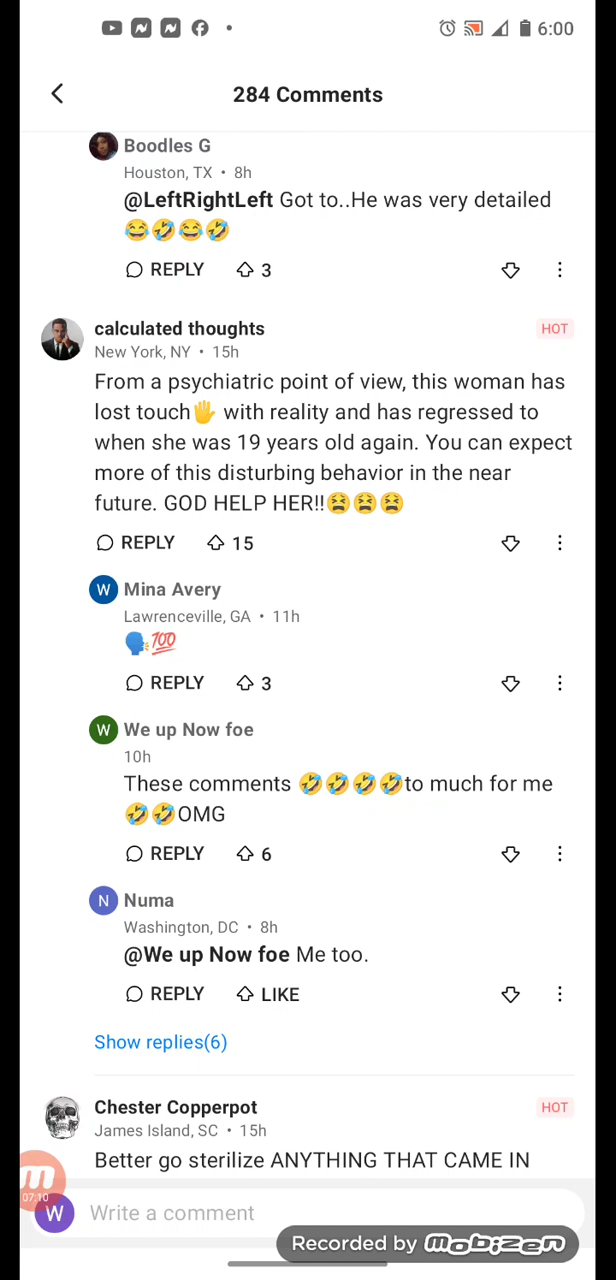 6:00
284 Comments
Boodles G
Houston, TX • 8h
@LeftRightLeft Got to..He was very detailed
😂🤣😂🤣
REPLY 3
calculated thoughts HOT
New York, NY • 15h
From a psychiatric point of view, this woman has
lost touch🖐 with reality and has regressed to
when she was 19 years old again. You can expect
more of this disturbing behavior in the near
future. GOD HELP HER!!😫😫😫
REPLY 15
W Mina Avery
Lawrenceville, GA • 11h
🗣💯
REPLY 3
W We up Now foe
10h
These comments 🤣🤣🤣🤣to much for me
🤣🤣OMG
REPLY 6
N Numa
Washington, DC • 8h
@We up Now foe Me too.
REPLY LIKE
Show replies(6)
Chester Copperpot HOT
James Island, SC • 15h
Better go sterilize ANYTHING THAT CAME IN
07:10
W Write a comment
Recorded by mobizen